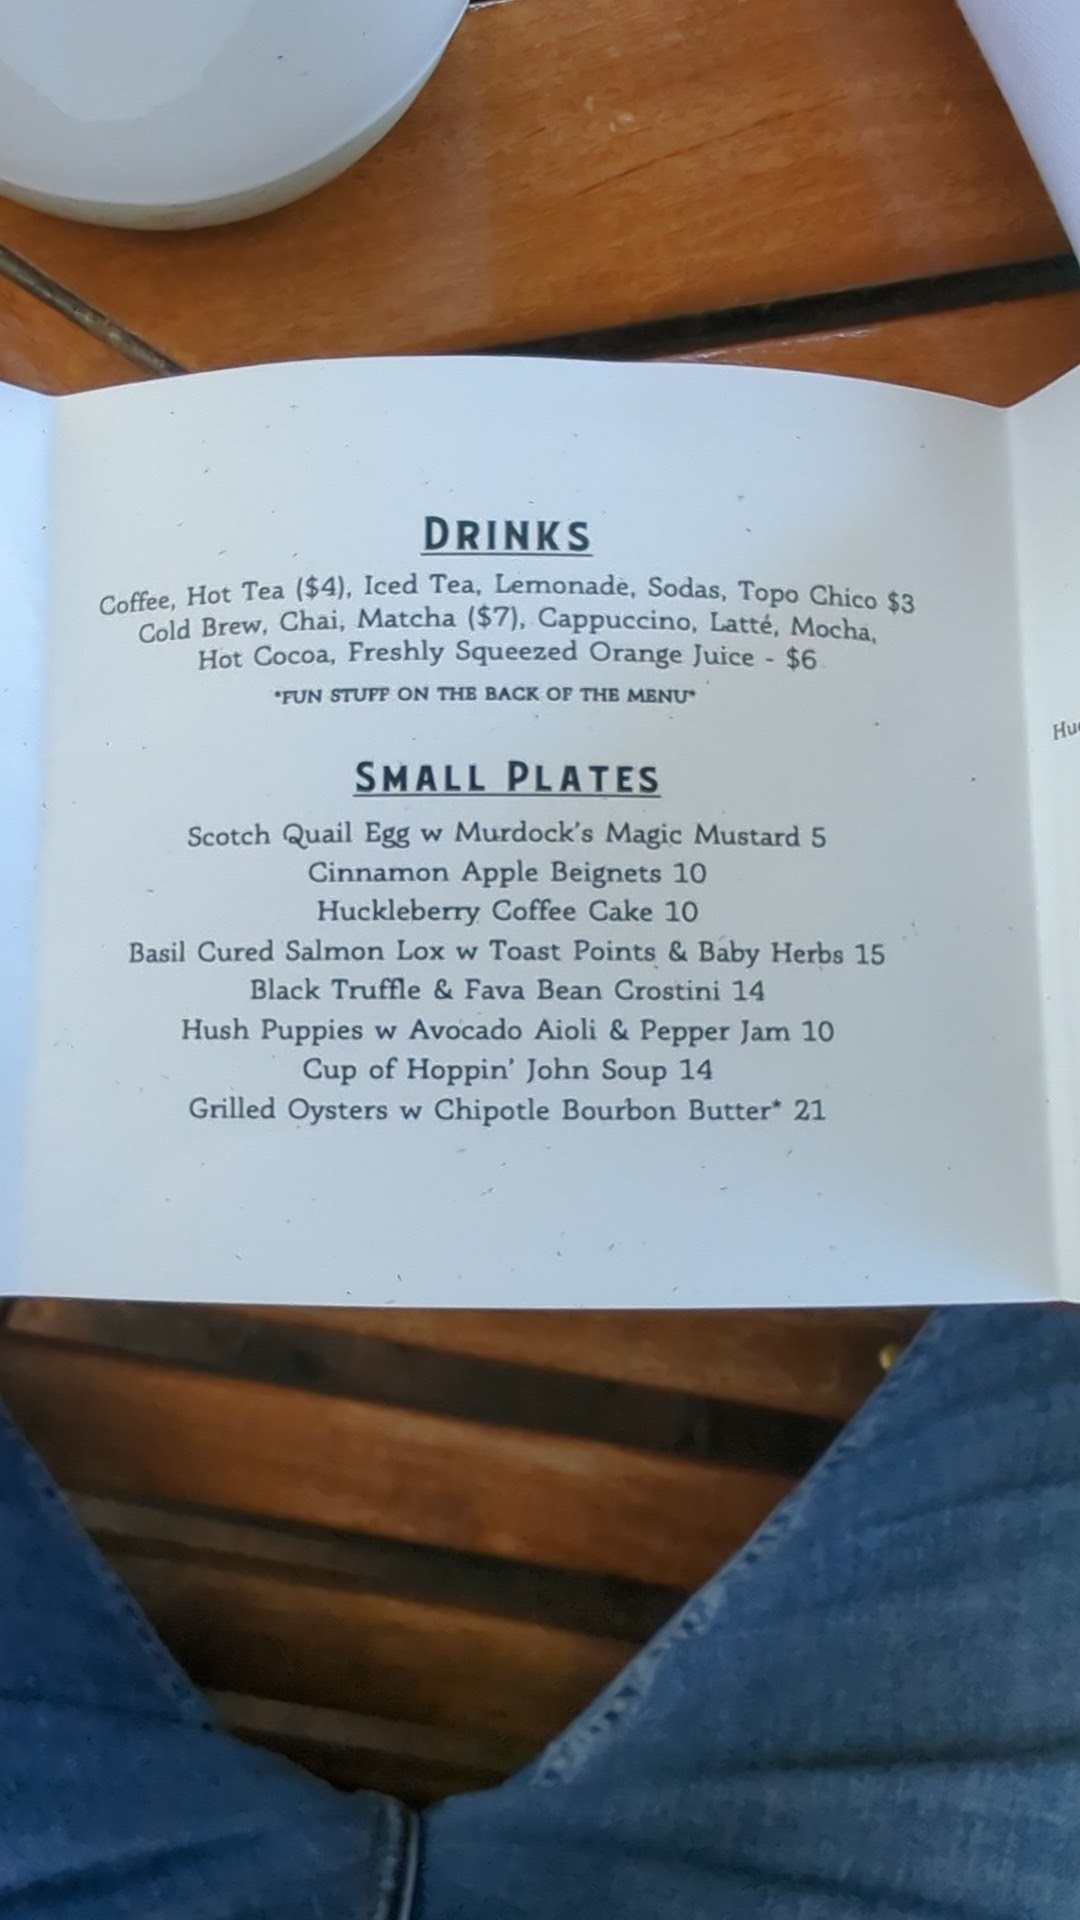 DRINKS
Coffee, Hot Tea ($4), Iced Tea, Lemonade, Sodas, Topo Chico $3
Cold Brew, Chai, Matcha ($7), Cappuccino, Latté, Mocha,
Hot Cocoa, Freshly Squeezed Orange Juice - $6
*FUN STUFF ON THE BACK OF THE MENU*
SMALL PLATES
Scotch Quail Egg w Murdock's Magic Mustard 5
Cinnamon Apple Beignets 10
Huckleberry Coffee Cake 10
Basil Cured Salmon Lox w Toast Points & Baby Herbs 15
Black Truffle & Fava Bean Crostini 14
Hush Puppies w Avocado Aioli & Pepper Jam 10
Cup of Hoppin' John Soup 14
Grilled Oysters w Chipotle Bourbon Butter* 21